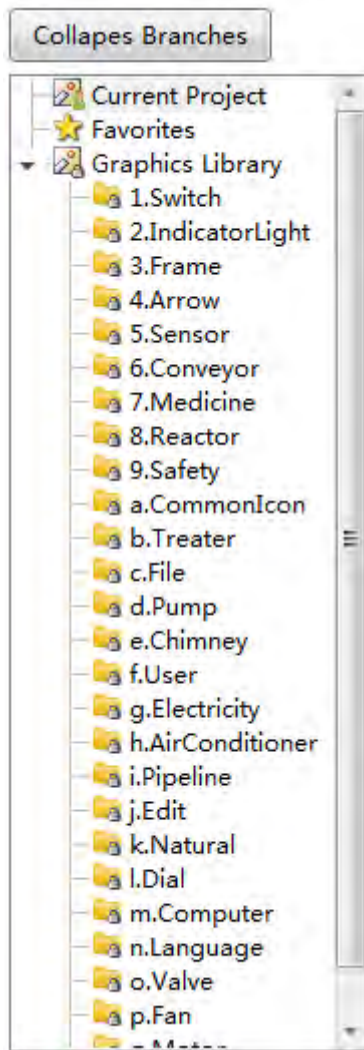 Collapes Branches
Current Project
Favorites
Graphics Library
1.Switch
2.IndicatorLight
3.Frame
4.Arrow
5.Sensor
6.Conveyor
7.Medicine
8.Reactor
9.Safety
a.CommonIcon
b.Treater
c.File
d.Pump
e.Chimney
f.User
g.Electricity
h.AirConditioner
i.Pipeline
j.Edit
k.Natural
l.Dial
m.Computer
n.Language
o.Valve
p.Fan